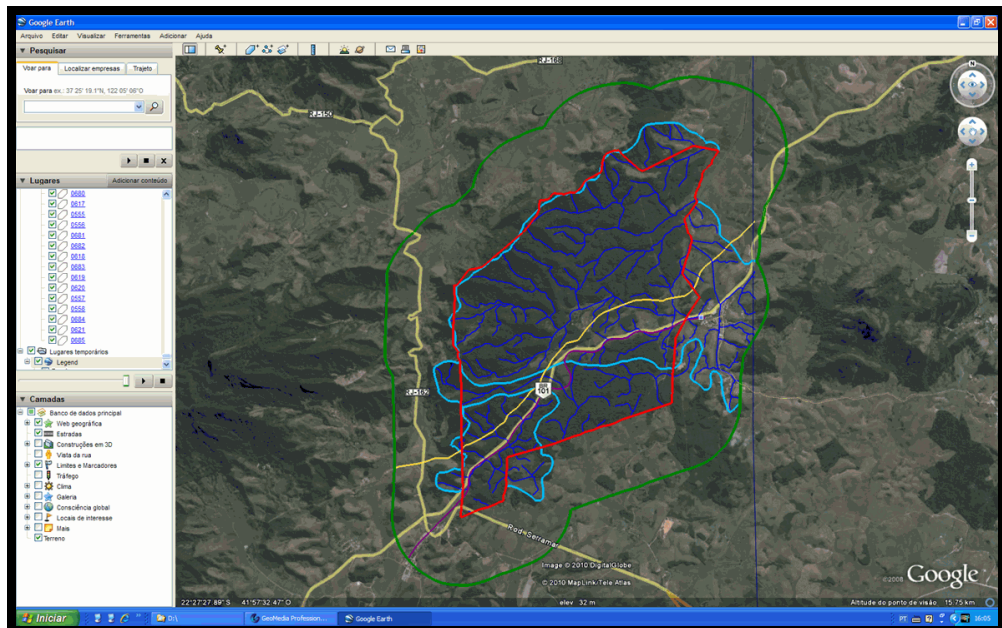 Google Earth
Arquivo Editar Visualizar Ferramentas Adicionar Ajuda
Pesquisar
Voar para Localizar empresas Trajeto
Voar para ex.: 37 25' 19.1"N, 122 05' 06"O
Lugares Adicionar conteúdo
0680
0617
0555
0556
0681
0682
0618
0683
0619
0620
0557
0558
0684
0621
0685
Lugares temporários
Legend
Camadas
Banco de dados principal
Web geográfica
Estradas
Construções em 3D
Vista da rua
Limites e Marcadores
Tráfego
Clima
Galeria
Consciência global
Locais de interesse
Mais
Terreno
RJ-168
RJ-150
N
RJ-162
BR
101
Rod. Serramar
Image © 2010 DigitalGlobe
© 2010 MapLink/Tele Atlas
©2008 Google
22°27'27.89" S 41°57'32.47" O elev 32 m Altitude do ponto de visão 15.75 km
Iniciar D:\ GeoMedia Profession... Google Earth PT 16:05